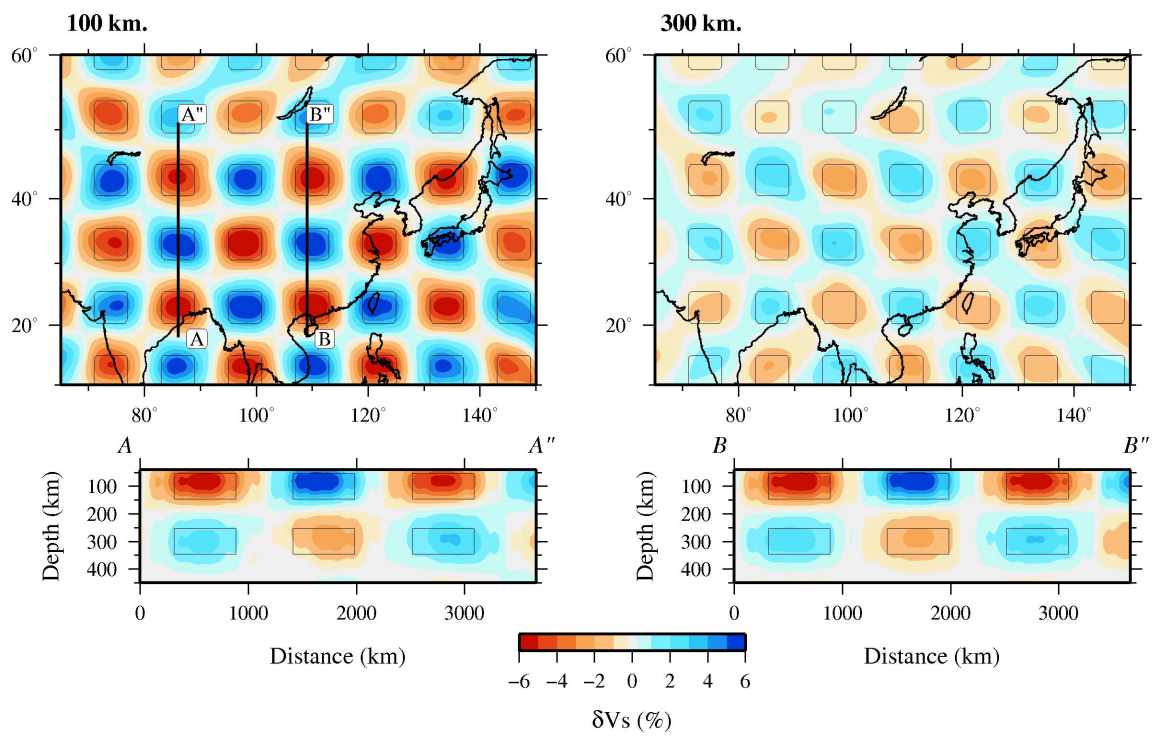 100 km. 300 km.
60° 60°
A" B"
40° 40°
20° 20°
A B
80° 100° 120° 140° 80° 100° 120° 140°
A A" B B"
Depth (km) 100 200 300 400 Depth (km) 100 200 300 400
0 1000 2000 3000 0 1000 2000 3000
Distance (km) Distance (km)
−6 −4 −2 0 2 4 6
δVs (%)